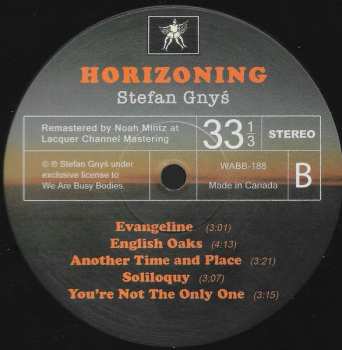 HORIZONING
Stefan Gnyś
Remastered by Noah Mintz at
Lacquer Channel Mastering
33 1/3
STEREO
© ℗ Stefan Gnyś under
exclusive license to
We Are Busy Bodies.
WABB-188
Made in Canada
B
Evangeline (3:01)
English Oaks (4:13)
Another Time and Place (3:21)
Soliloquy (3:07)
You're Not The Only One (3:15)